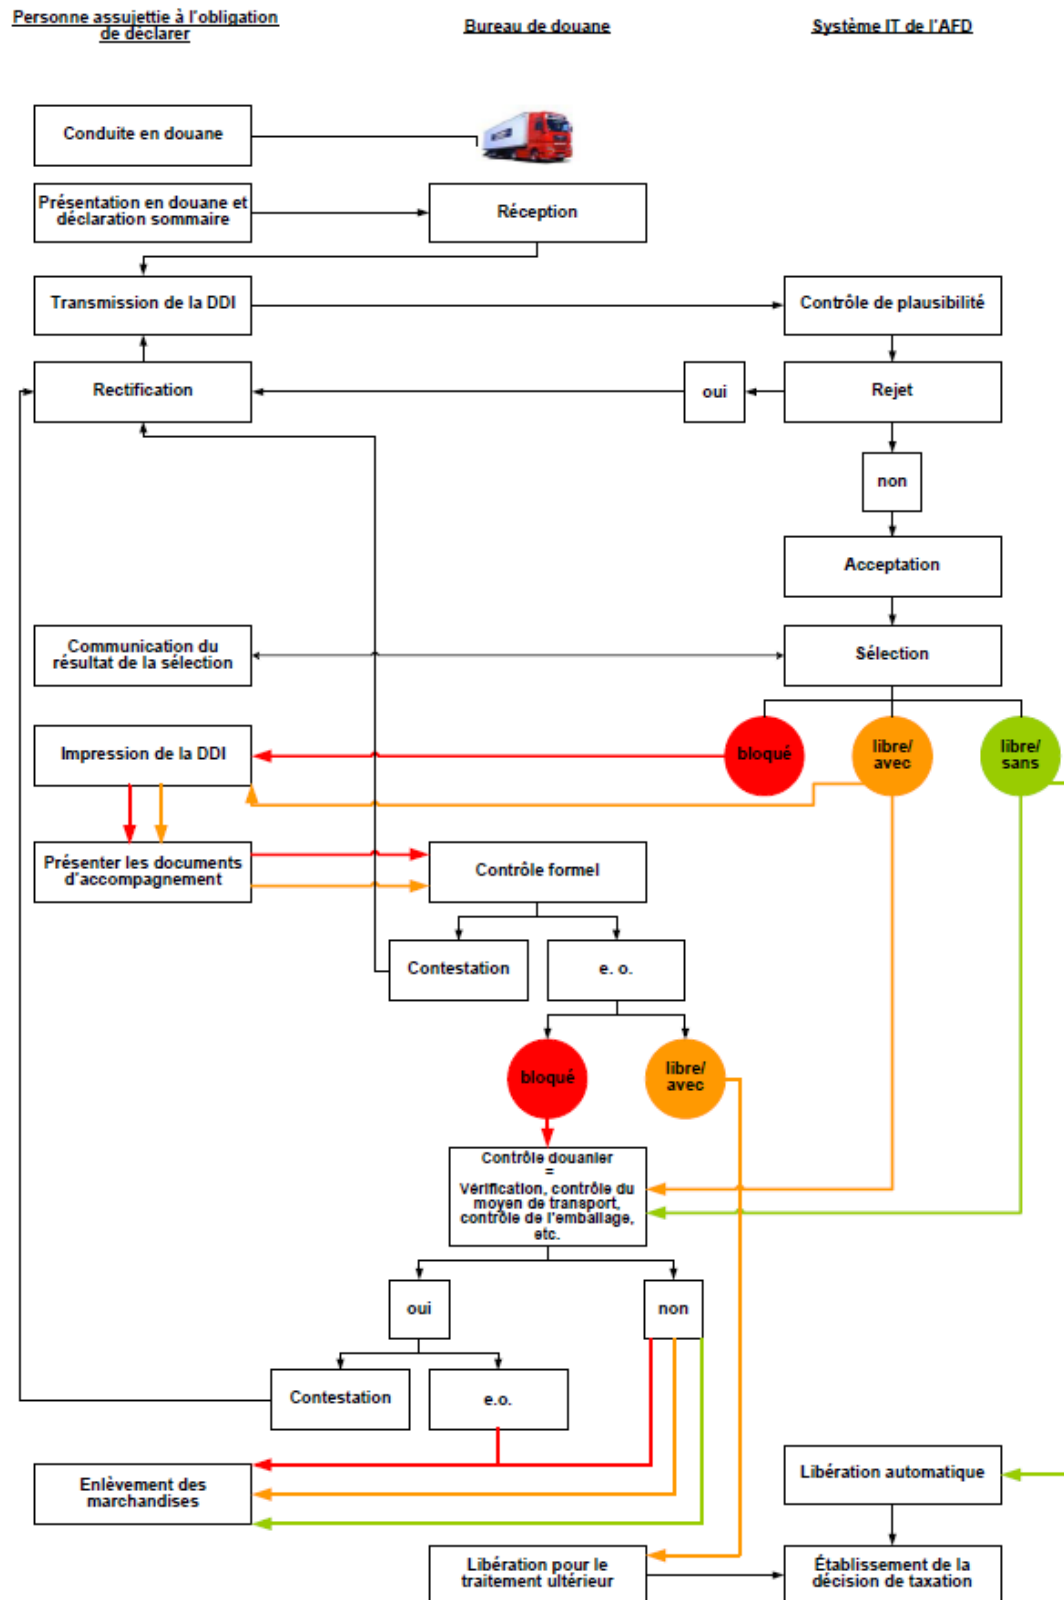 Personne assujettie à l'obligation
de déclarer
Bureau de douane
Système IT de l'AFD
Conduite en douane
Présentation en douane et
déclaration sommaire
Réception
Transmission de la DDI
Contrôle de plausibilité
Rectification
oui
Rejet
non
Acceptation
Communication du
résultat de la sélection
Sélection
Impression de la DDI
bloqué
libre/
avec
libre/
sans
Présenter les documents
d'accompagnement
Contrôle formel
Contestation
e. o.
bloqué
libre/
avec
Contrôle douanier
=
Vérification, contrôle du
moyen de transport,
contrôle de l'emballage,
etc.
oui
non
Contestation
e.o.
Enlèvement des
marchandises
Libération automatique
Libération pour le
traitement ultérieur
Établissement de la
décision de taxation